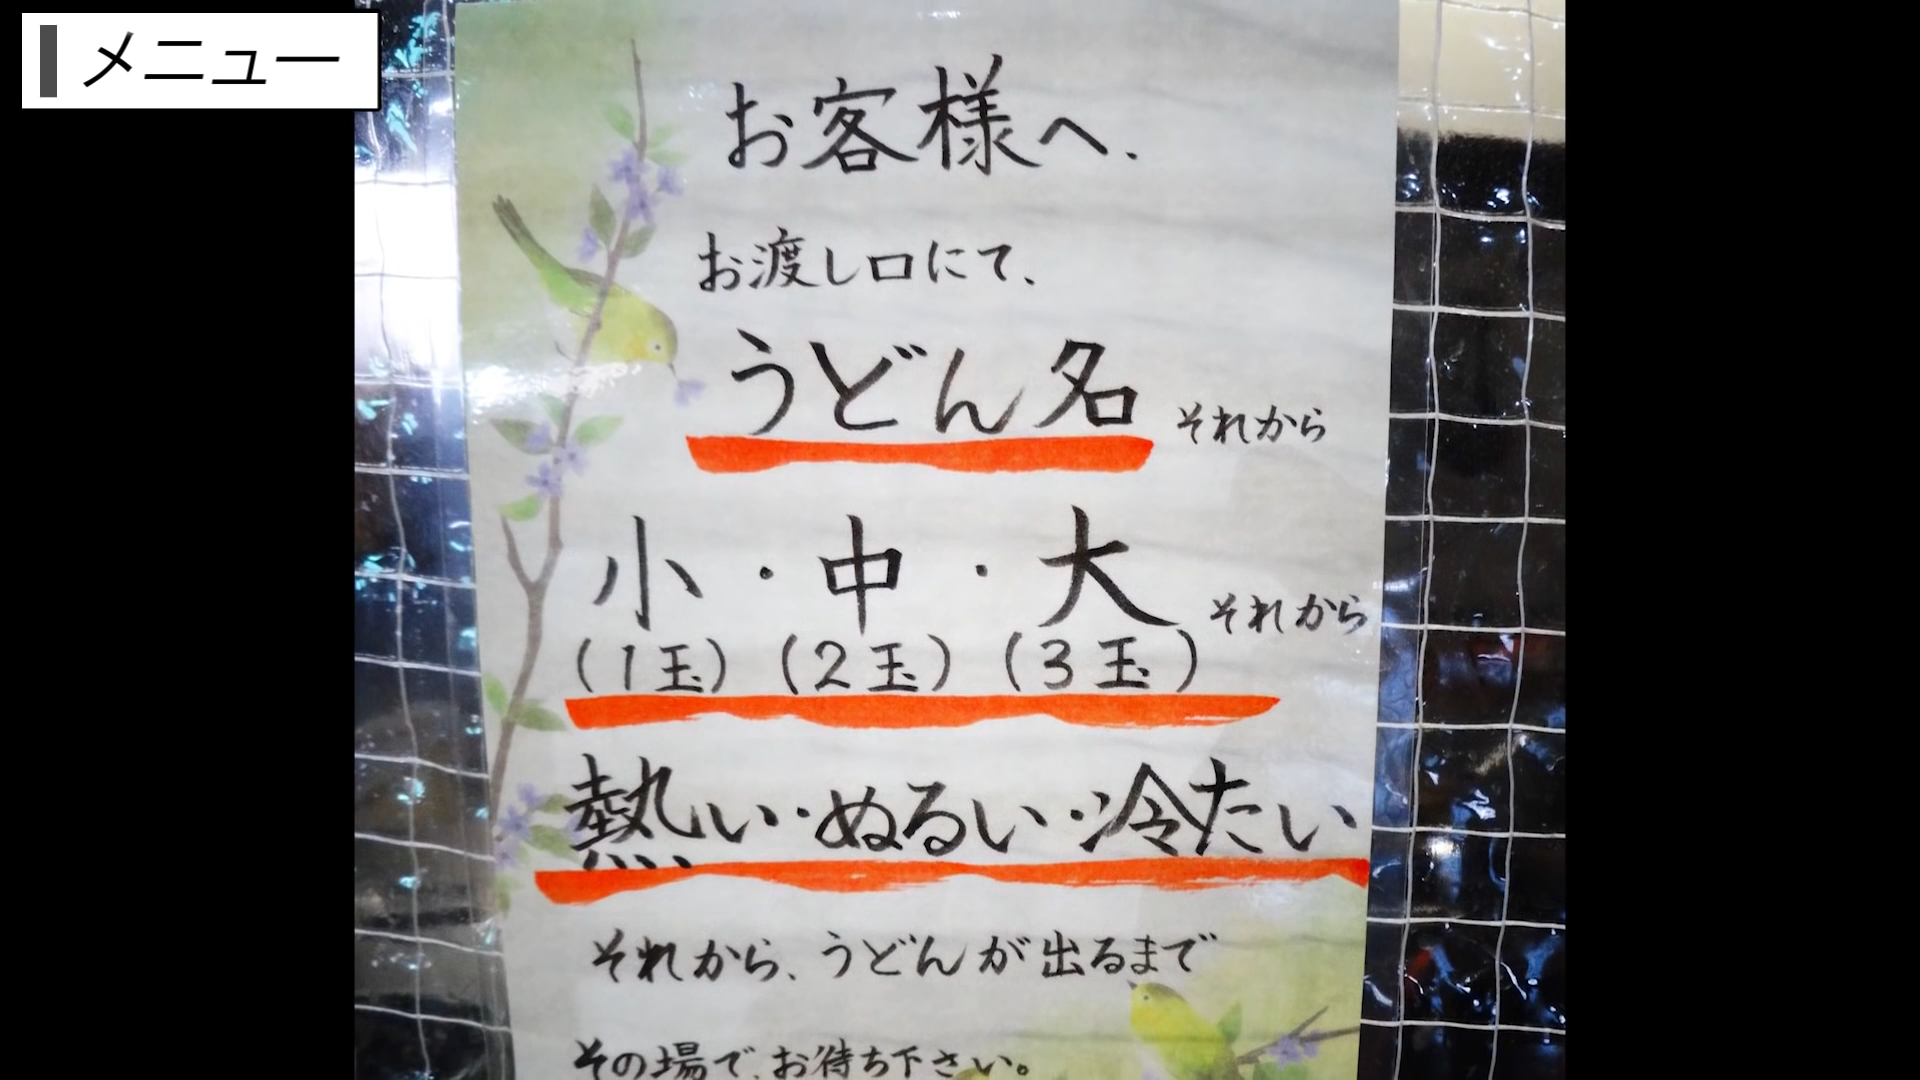 メニュー
お客様へ.
お渡し口にて、
うどん名 それから
小・中・大 それから
(1玉) (2玉) (3玉)
熱い・ぬるい・冷たい
それから、うどんが出るまで
その場で、お待ち下さい。